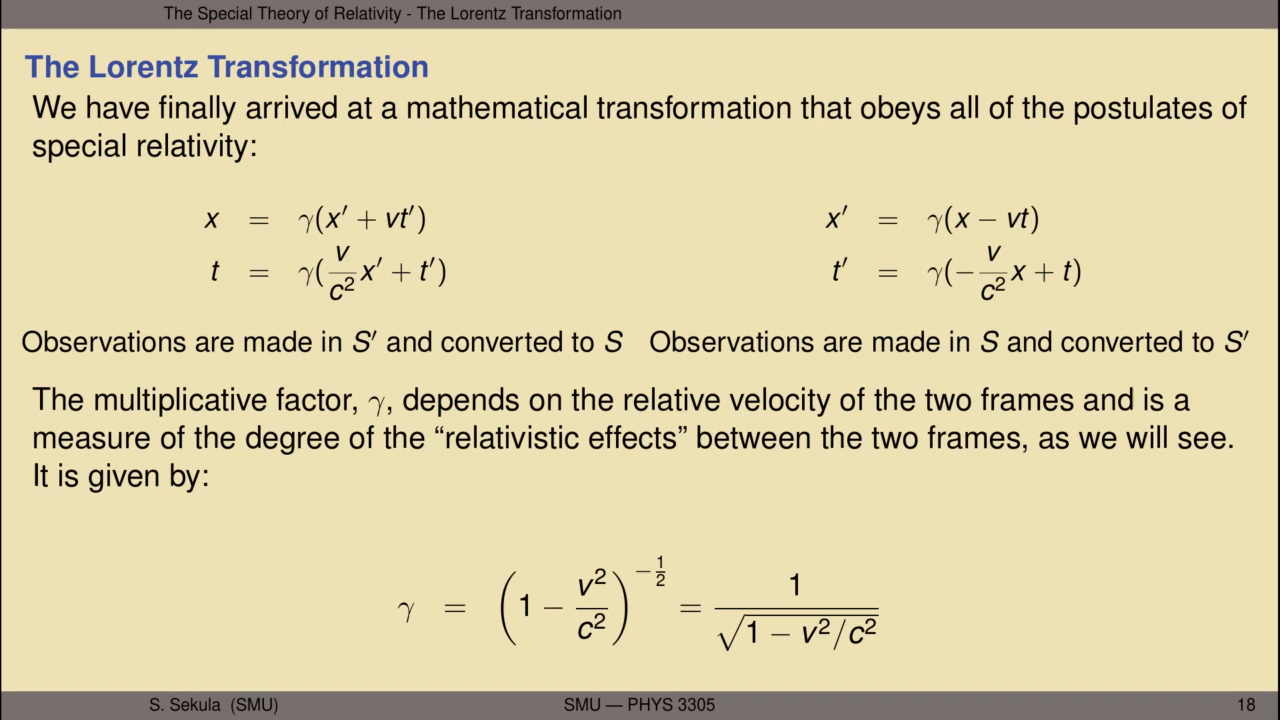 The Special Theory of Relativity - The Lorentz Transformation
The Lorentz Transformation
We have finally arrived at a mathematical transformation that obeys all of the postulates of
special relativity:
x = γ(x′ + vt′)
t = γ(v/c² x′ + t′)
x′ = γ(x − vt)
t′ = γ(−v/c² x + t)
Observations are made in S′ and converted to S
Observations are made in S and converted to S′
The multiplicative factor, γ, depends on the relative velocity of the two frames and is a
measure of the degree of the “relativistic effects” between the two frames, as we will see.
It is given by:
γ = (1 − v²/c²)^(−1/2) = 1/√(1 − v²/c²)
S. Sekula (SMU)
SMU — PHYS 3305
18